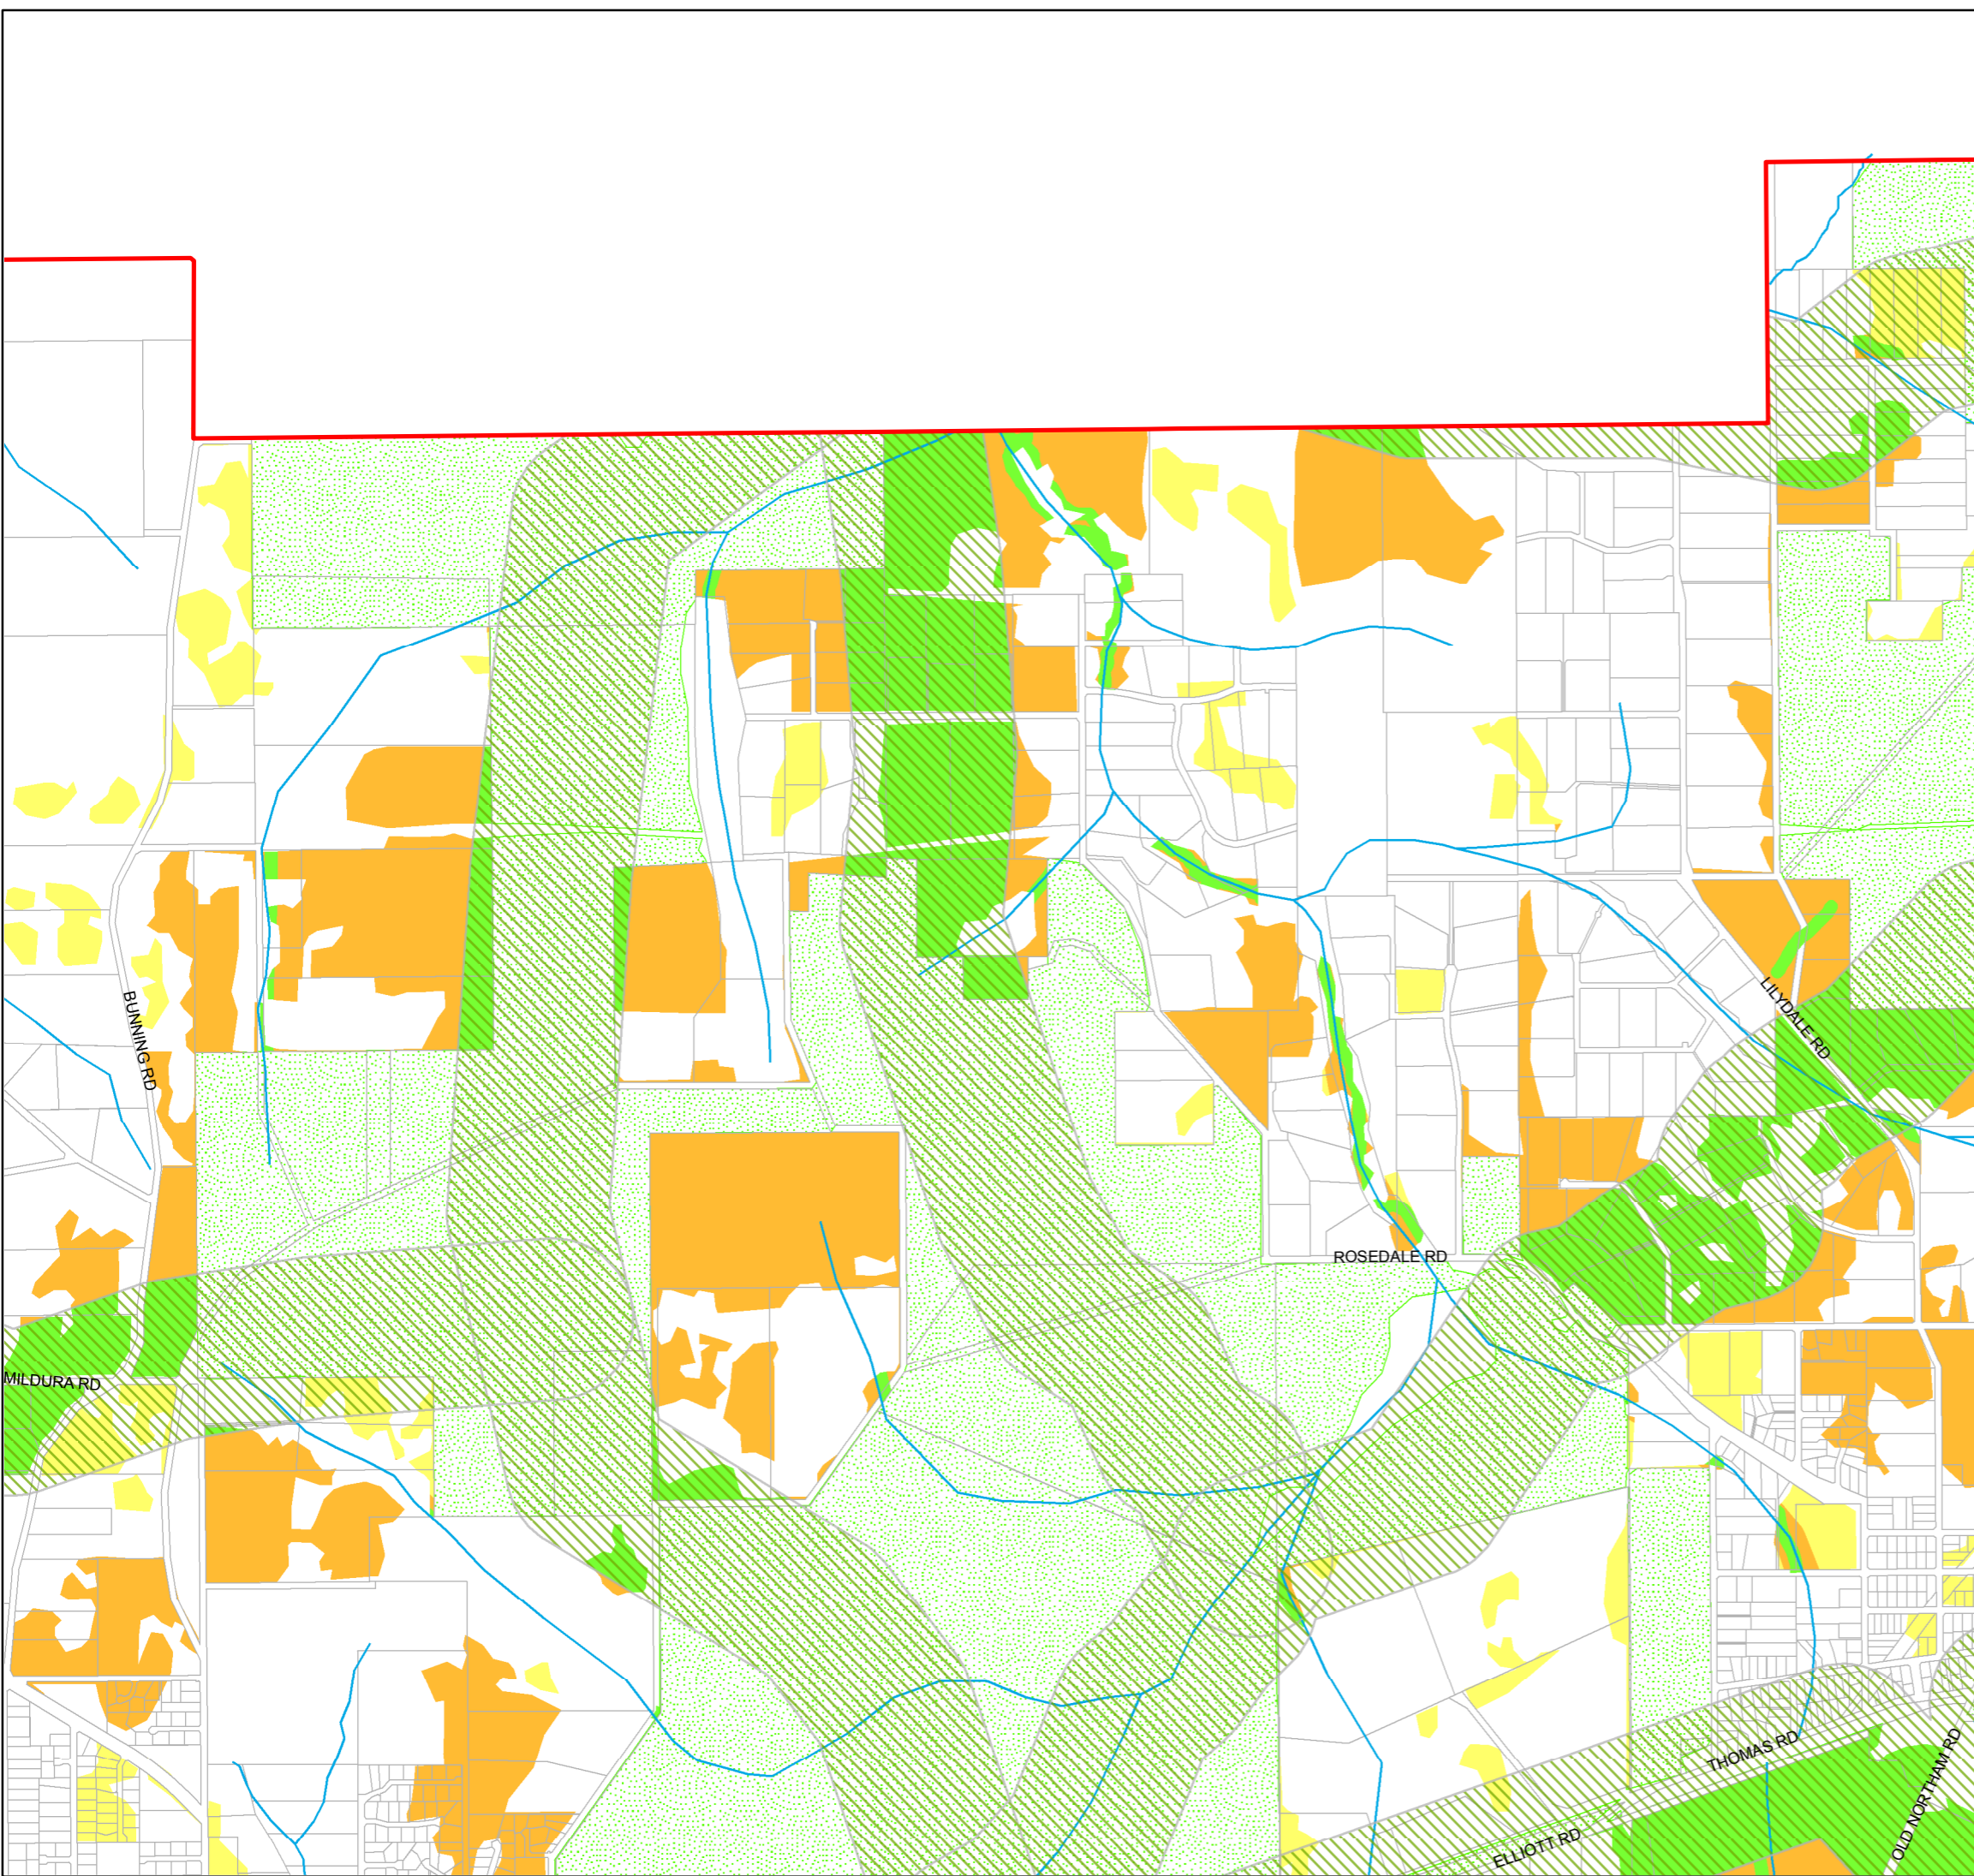 BUNNING RD
LILYDALE RD
ROSEDALE RD
MILDURA RD
THOMAS RD
OLD NORTHAM RD
ELLIOTT RD